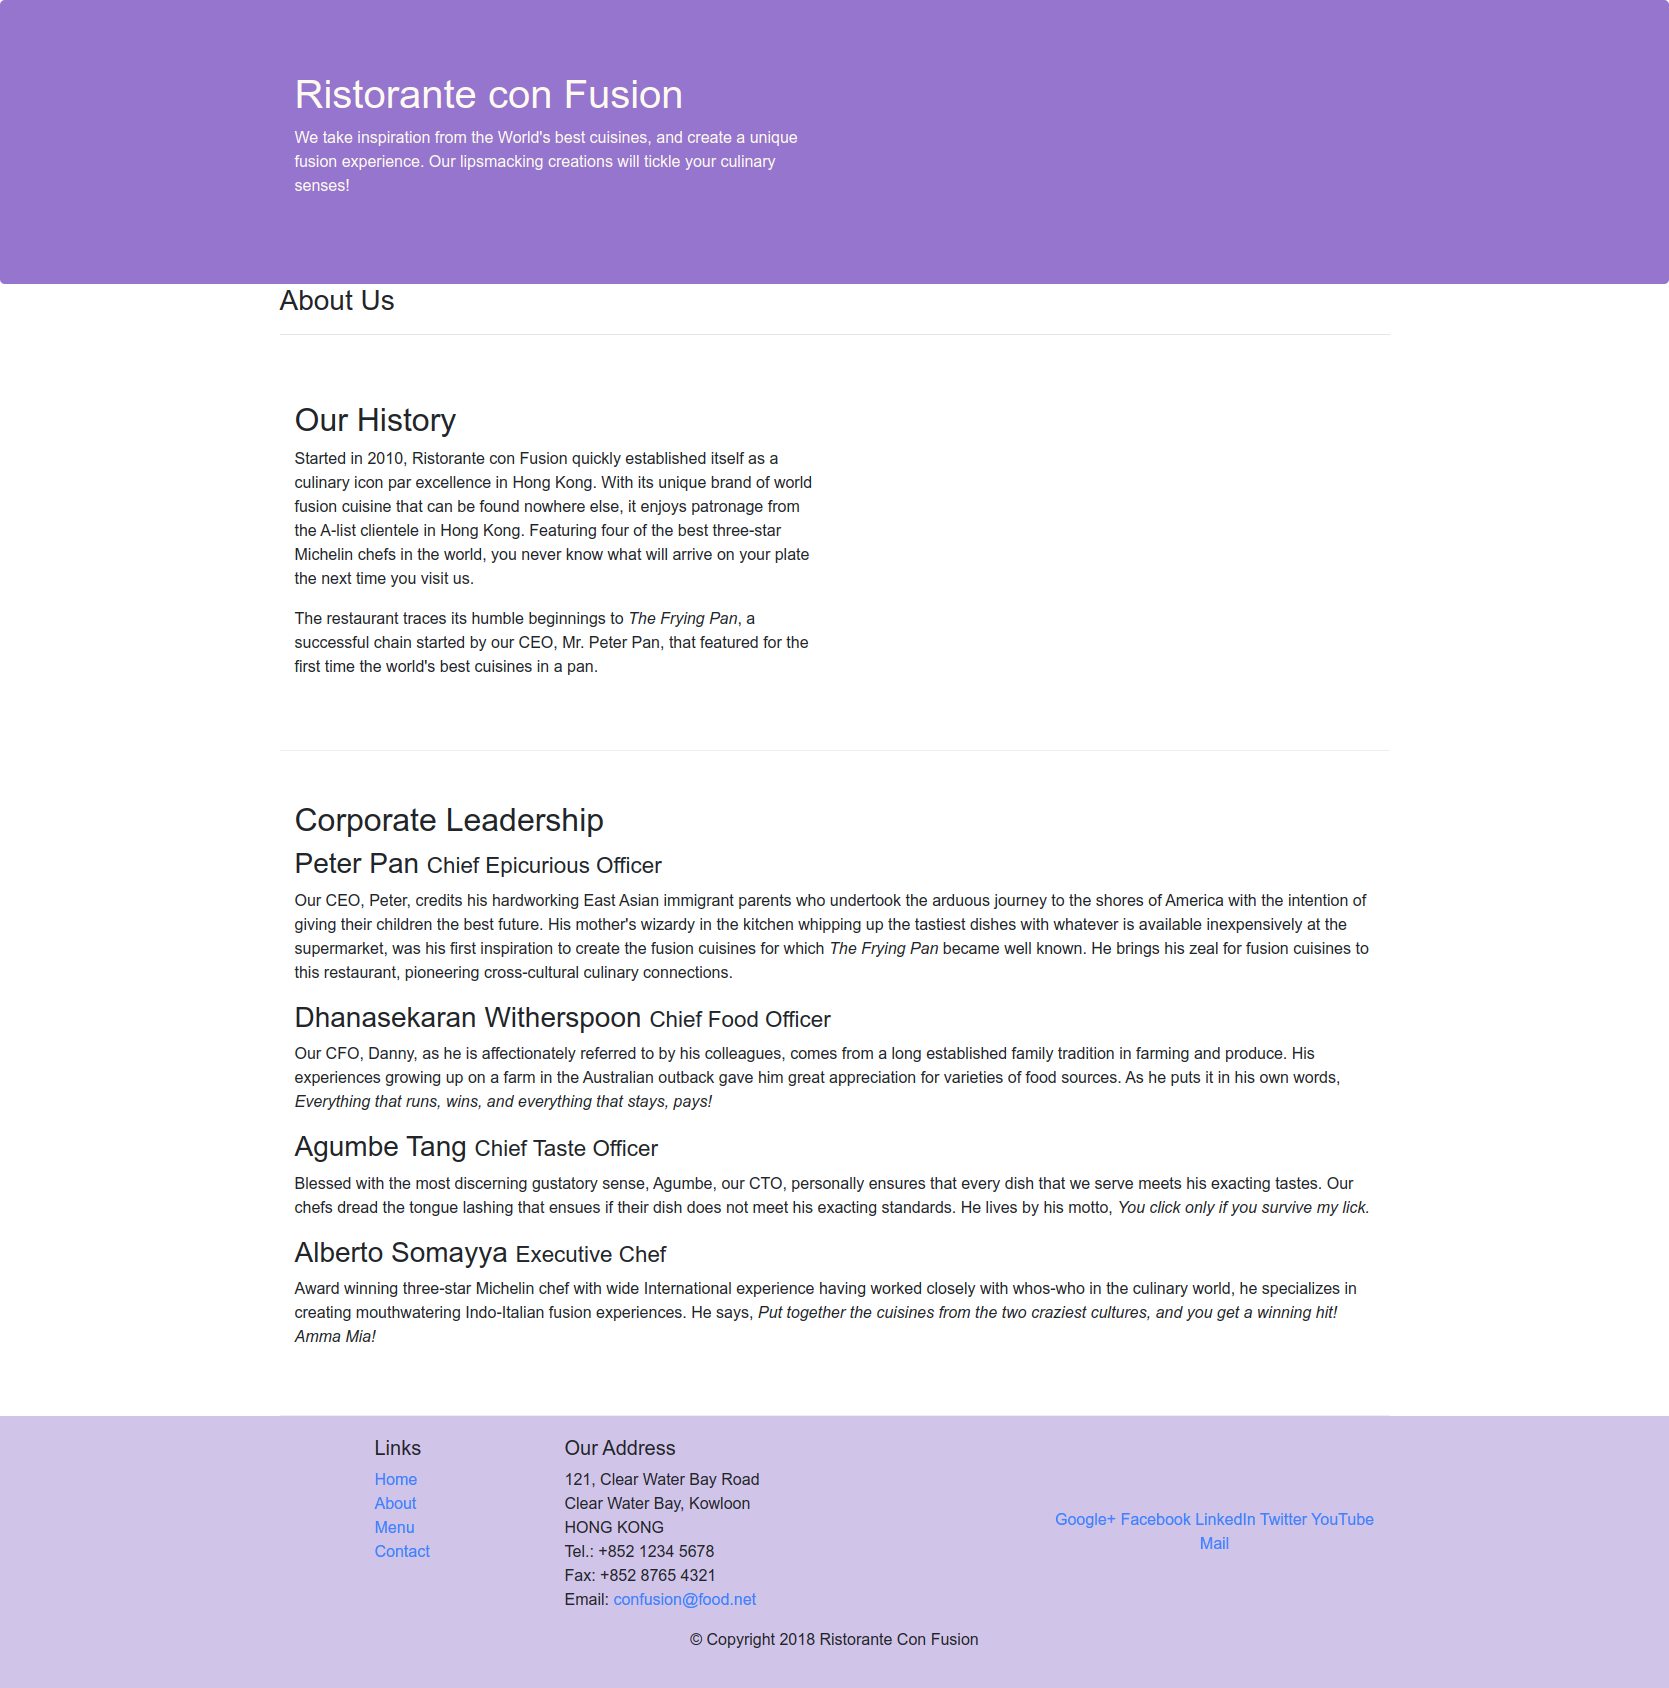 Ristorante con Fusion
We take inspiration from the World's best cuisines, and create a unique
fusion experience. Our lipsmacking creations will tickle your culinary
senses!
About Us
Our History
Started in 2010, Ristorante con Fusion quickly established itself as a
culinary icon par excellence in Hong Kong. With its unique brand of world
fusion cuisine that can be found nowhere else, it enjoys patronage from
the A-list clientele in Hong Kong. Featuring four of the best three-star
Michelin chefs in the world, you never know what will arrive on your plate
the next time you visit us.
The restaurant traces its humble beginnings to The Frying Pan, a
successful chain started by our CEO, Mr. Peter Pan, that featured for the
first time the world's best cuisines in a pan.
Corporate Leadership
Peter Pan Chief Epicurious Officer
Our CEO, Peter, credits his hardworking East Asian immigrant parents who undertook the arduous journey to the shores of America with the intention of
giving their children the best future. His mother's wizardy in the kitchen whipping up the tastiest dishes with whatever is available inexpensively at the
supermarket, was his first inspiration to create the fusion cuisines for which The Frying Pan became well known. He brings his zeal for fusion cuisines to
this restaurant, pioneering cross-cultural culinary connections.
Dhanasekaran Witherspoon Chief Food Officer
Our CFO, Danny, as he is affectionately referred to by his colleagues, comes from a long established family tradition in farming and produce. His
experiences growing up on a farm in the Australian outback gave him great appreciation for varieties of food sources. As he puts it in his own words,
Everything that runs, wins, and everything that stays, pays!
Agumbe Tang Chief Taste Officer
Blessed with the most discerning gustatory sense, Agumbe, our CTO, personally ensures that every dish that we serve meets his exacting tastes. Our
chefs dread the tongue lashing that ensues if their dish does not meet his exacting standards. He lives by his motto, You click only if you survive my lick.
Alberto Somayya Executive Chef
Award winning three-star Michelin chef with wide International experience having worked closely with whos-who in the culinary world, he specializes in
creating mouthwatering Indo-Italian fusion experiences. He says, Put together the cuisines from the two craziest cultures, and you get a winning hit!
Amma Mia!
Links
Home
About
Menu
Contact
Our Address
121, Clear Water Bay Road
Clear Water Bay, Kowloon
HONG KONG
Tel.: +852 1234 5678
Fax: +852 8765 4321
Email: confusion@food.net
Google+ Facebook LinkedIn Twitter YouTube
Mail
© Copyright 2018 Ristorante Con Fusion